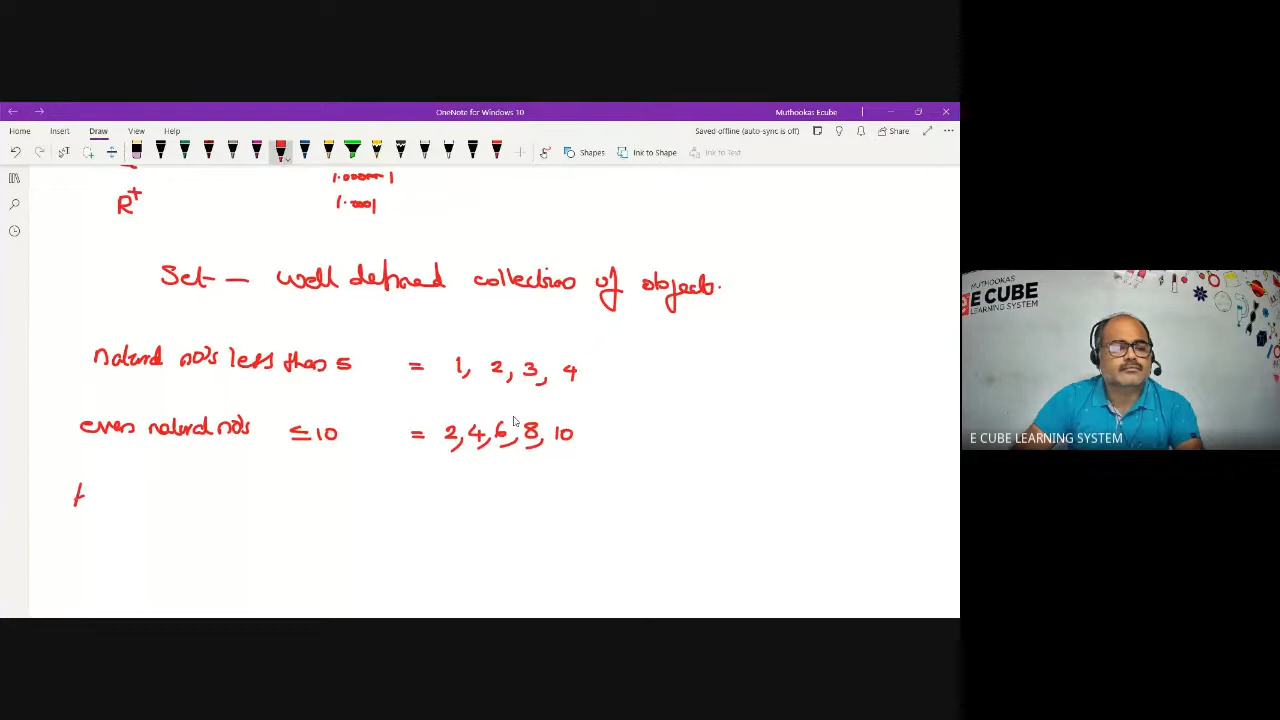 OneNote for Windows 10
Muthookas Ecube
Home Insert Draw View Help
Saved offline (auto-sync is off)
Share
Shapes
Ink to Shape
Ink to Text
R+
1.0001
Set — well defined collection of objects.
natural no's less than 5 = 1, 2, 3, 4
even natural no's ≤ 10 = 2, 4, 6, 8, 10
MUTHOOKAS
E CUBE
LEARNING SYSTEM
E CUBE LEARNING SYSTEM